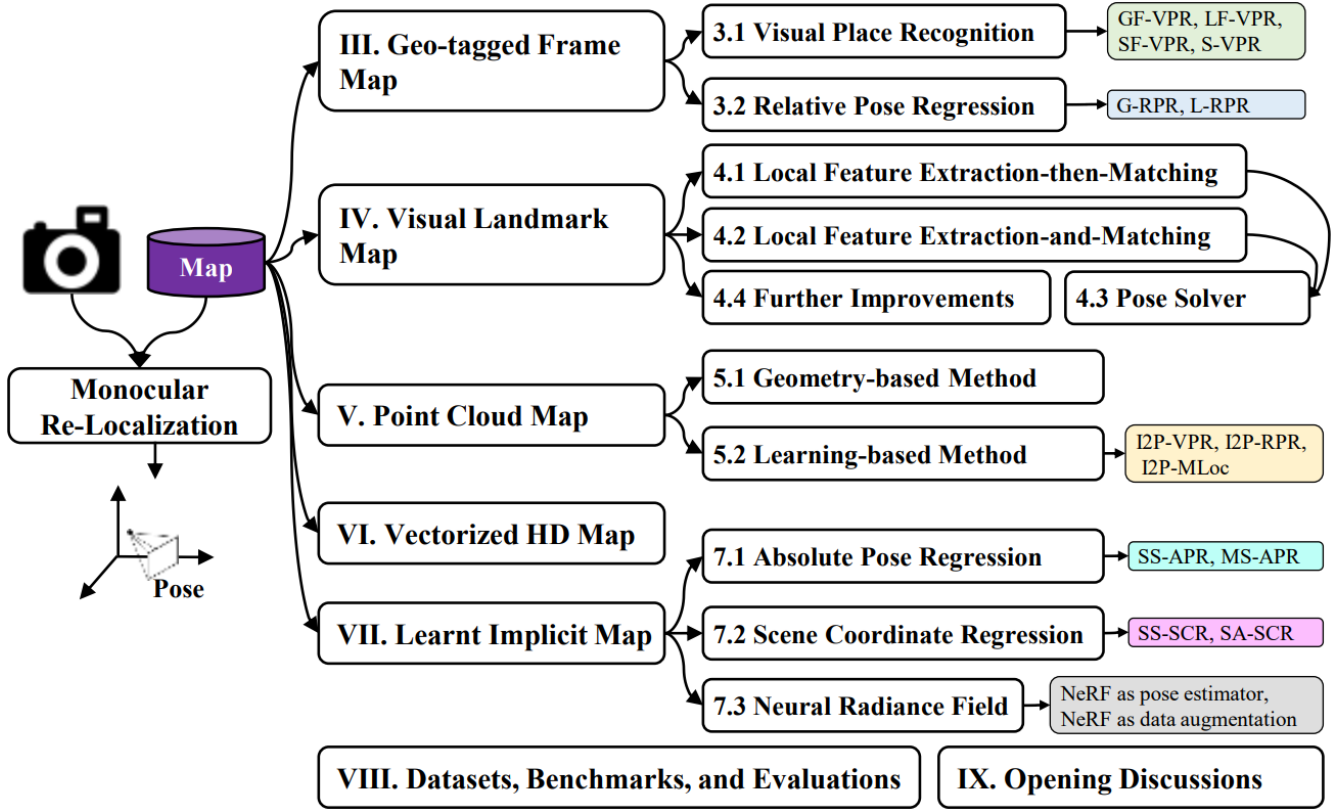 III. Geo-tagged Frame
Map
3.1 Visual Place Recognition
GF-VPR, LF-VPR,
SF-VPR, S-VPR
3.2 Relative Pose Regression
G-RPR, L-RPR
IV. Visual Landmark
Map
4.1 Local Feature Extraction-then-Matching
4.2 Local Feature Extraction-and-Matching
4.4 Further Improvements
4.3 Pose Solver
Map
Monocular
Re-Localization
Pose
V. Point Cloud Map
5.1 Geometry-based Method
5.2 Learning-based Method
I2P-VPR, I2P-RPR,
I2P-MLoc
VI. Vectorized HD Map
VII. Learnt Implicit Map
7.1 Absolute Pose Regression
SS-APR, MS-APR
7.2 Scene Coordinate Regression
SS-SCR, SA-SCR
7.3 Neural Radiance Field
NeRF as pose estimator,
NeRF as data augmentation
VIII. Datasets, Benchmarks, and Evaluations
IX. Opening Discussions